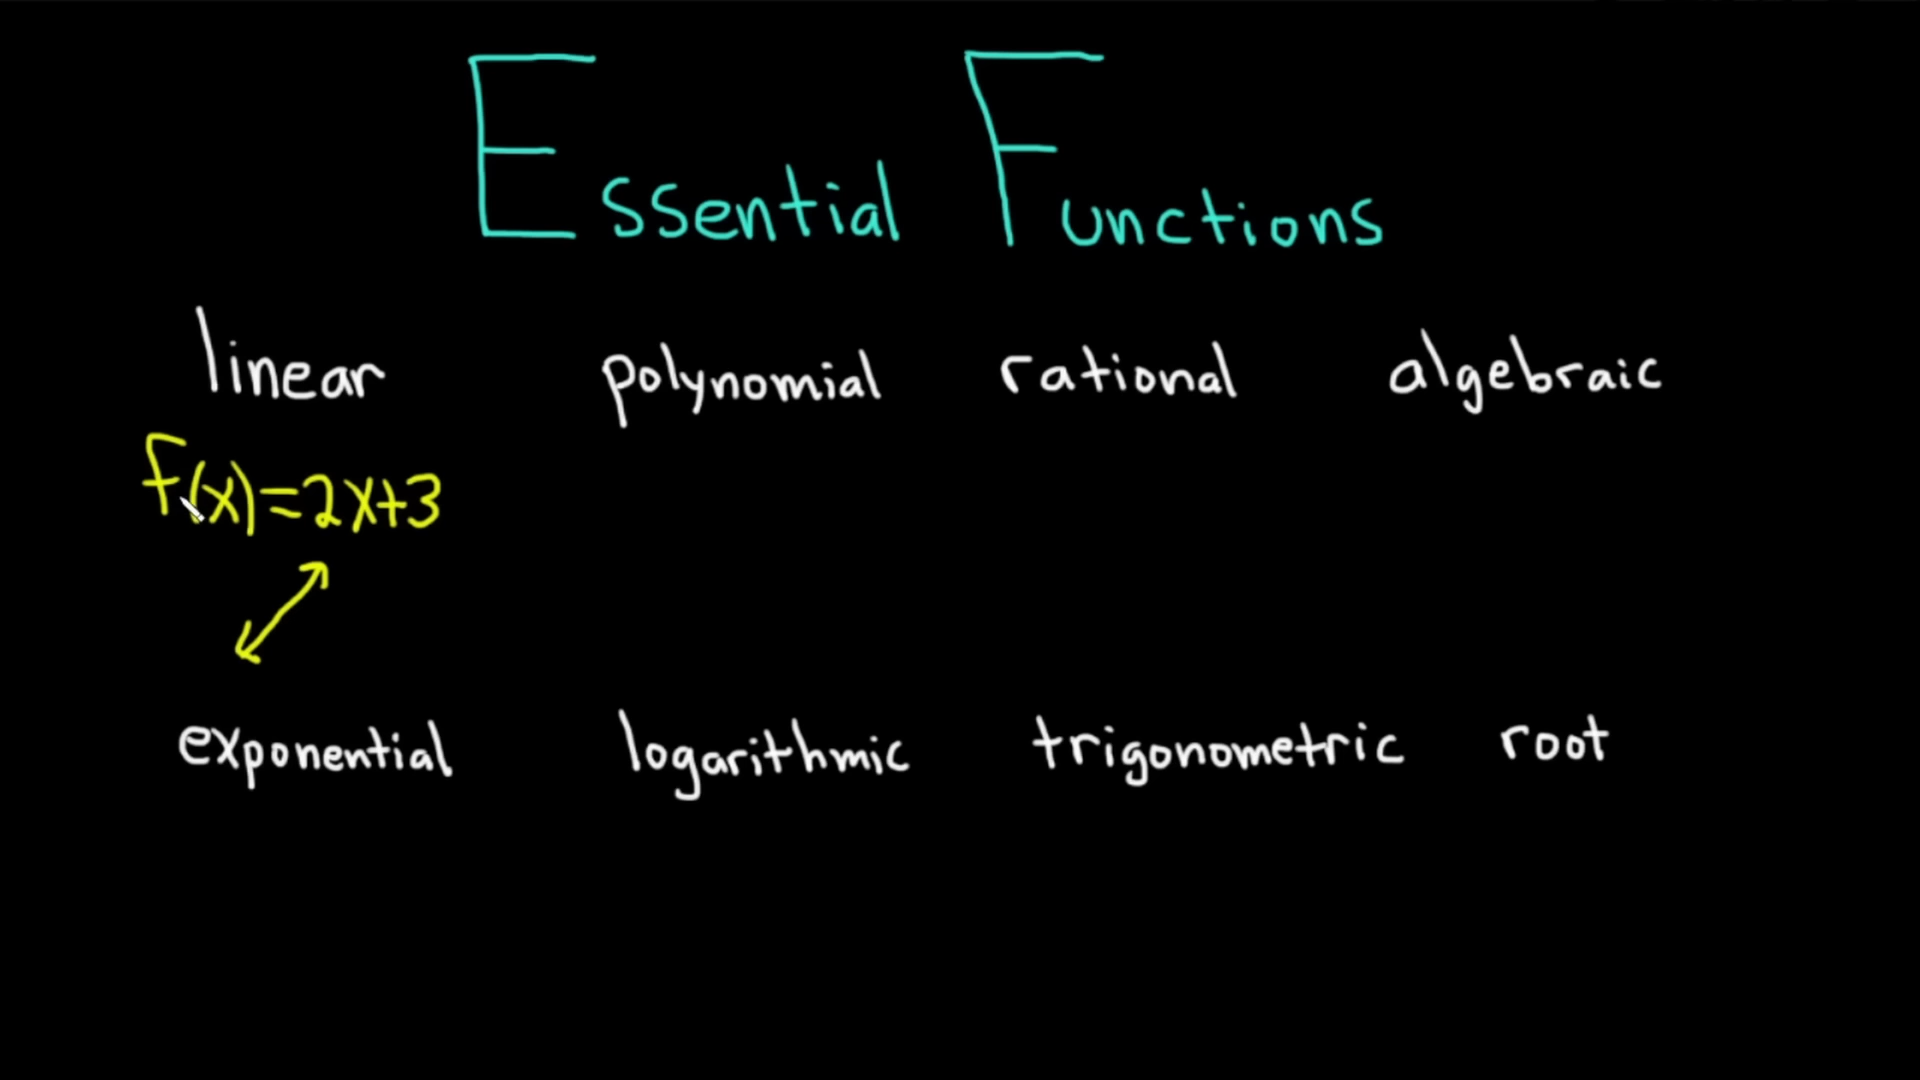 Essential Functions
linear polynomial rational algebraic
f(x)=2x+3
exponential logarithmic trigonometric root